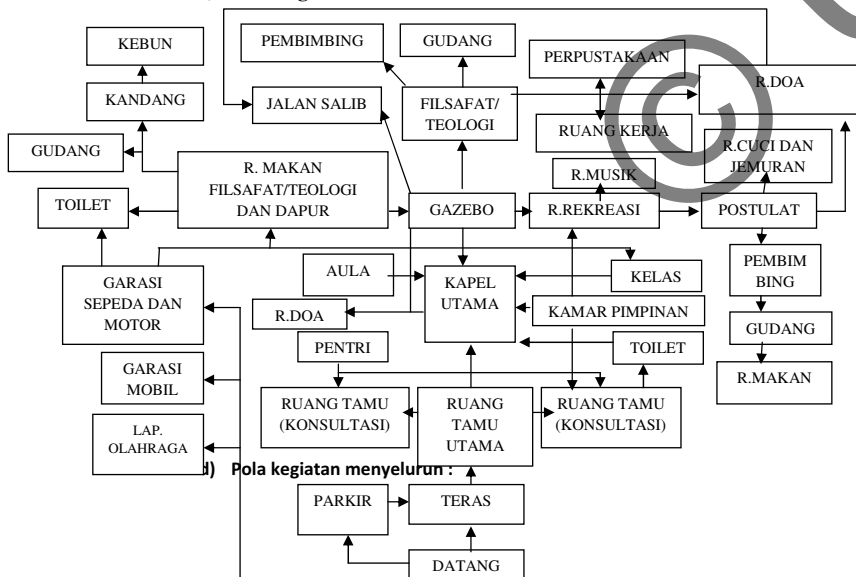 KEBUN
PEMBIMBING
GUDANG
PERPUSTAKAAN
R.DOA
KANDANG
JALAN SALIB
FILSAFAT/
TEOLOGI
RUANG KERJA
GUDANG
R.CUCI DAN
JEMURAN
R. MAKAN
FILSAFAT/TEOLOGI
DAN DAPUR
R.MUSIK
TOILET
GAZEBO
R.REKREASI
POSTULAT
GARASI
SEPEDA DAN
MOTOR
AULA
KAPEL
UTAMA
KELAS
PEMBIM
BING
R.DOA
KAMAR PIMPINAN
PENTRI
TOILET
GUDANG
GARASI
MOBIL
R.MAKAN
RUANG TAMU
(KONSULTASI)
RUANG
TAMU
UTAMA
RUANG TAMU
(KONSULTASI)
LAP.
OLAHRAGA
d) Pola kegiatan menyeluruh :
PARKIR
TERAS
DATANG